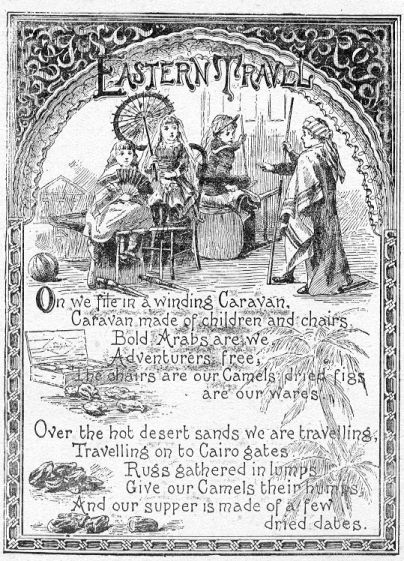 EASTERN TRAVEL
On we file in a winding Caravan,
Caravan made of children and chairs,
Bold Arabs are we
Adventurers free,
The chairs are our Camels dried figs
are our wares
Over the hot desert sands we are travelling,
Travelling on to Cairo gates
Rugs gathered in lumps
Give our Camels their humps,
And our supper is made of a few
dried dates.